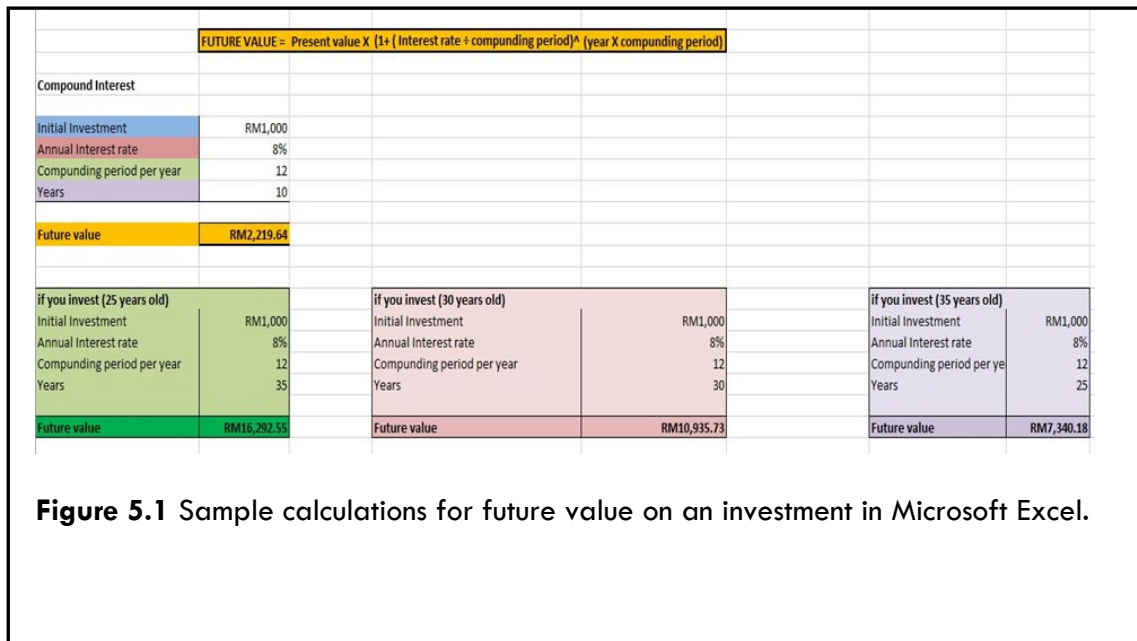 FUTURE VALUE = Present value X (1+ ( Interest rate ÷ compunding period)^ (year X compunding period)
Compound Interest
Initial Investment RM1,000
Annual Interest rate 8%
Compunding period per year 12
Years 10
Future value RM2,219.64
if you invest (25 years old)
Initial Investment RM1,000
Annual Interest rate 8%
Compunding period per year 12
Years 35
Future value RM16,292.55
if you invest (30 years old)
Initial Investment RM1,000
Annual Interest rate 8%
Compunding period per year 12
Years 30
Future value RM10,935.73
if you invest (35 years old)
Initial Investment RM1,000
Annual Interest rate 8%
Compunding period per ye 12
Years 25
Future value RM7,340.18
Figure 5.1 Sample calculations for future value on an investment in Microsoft Excel.